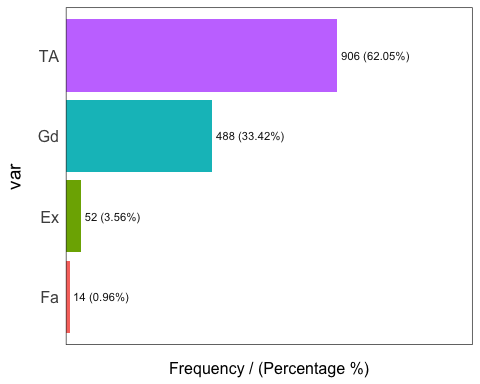 TA
906 (62.05%)
Gd
488 (33.42%)
Ex
52 (3.56%)
Fa
14 (0.96%)
var
Frequency / (Percentage %)